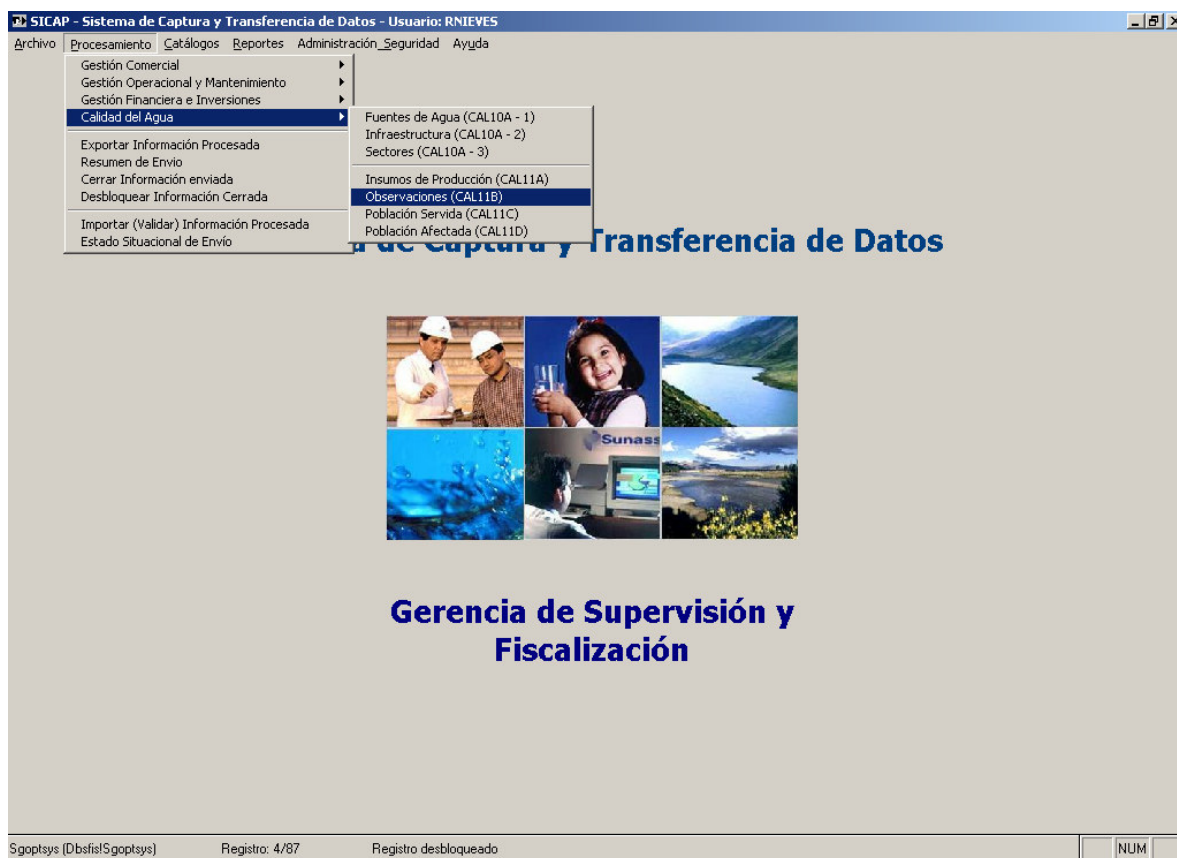 SICAP - Sistema de Captura y Transferencia de Datos - Usuario: RNIEVES
Archivo Procesamiento Catálogos Reportes Administración_Seguridad Ayuda
Gestión Comercial
Gestión Operacional y Mantenimiento
Gestión Financiera e Inversiones
Calidad del Agua
Exportar Información Procesada
Resumen de Envio
Cerrar Información enviada
Desbloquear Información Cerrada
Importar (Validar) Información Procesada
Estado Situacional de Envío
Fuentes de Agua (CAL10A - 1)
Infraestructura (CAL10A - 2)
Sectores (CAL10A - 3)
Insumos de Producción (CAL11A)
Observaciones (CAL11B)
Población Servida (CAL11C)
Población Afectada (CAL11D)
de Captura y Transferencia de Datos
Sunass
Gerencia de Supervisión y
Fiscalización
Sgoptsys (Dbsfis!Sgoptsys) Registro: 4/87 Registro desbloqueado NUM